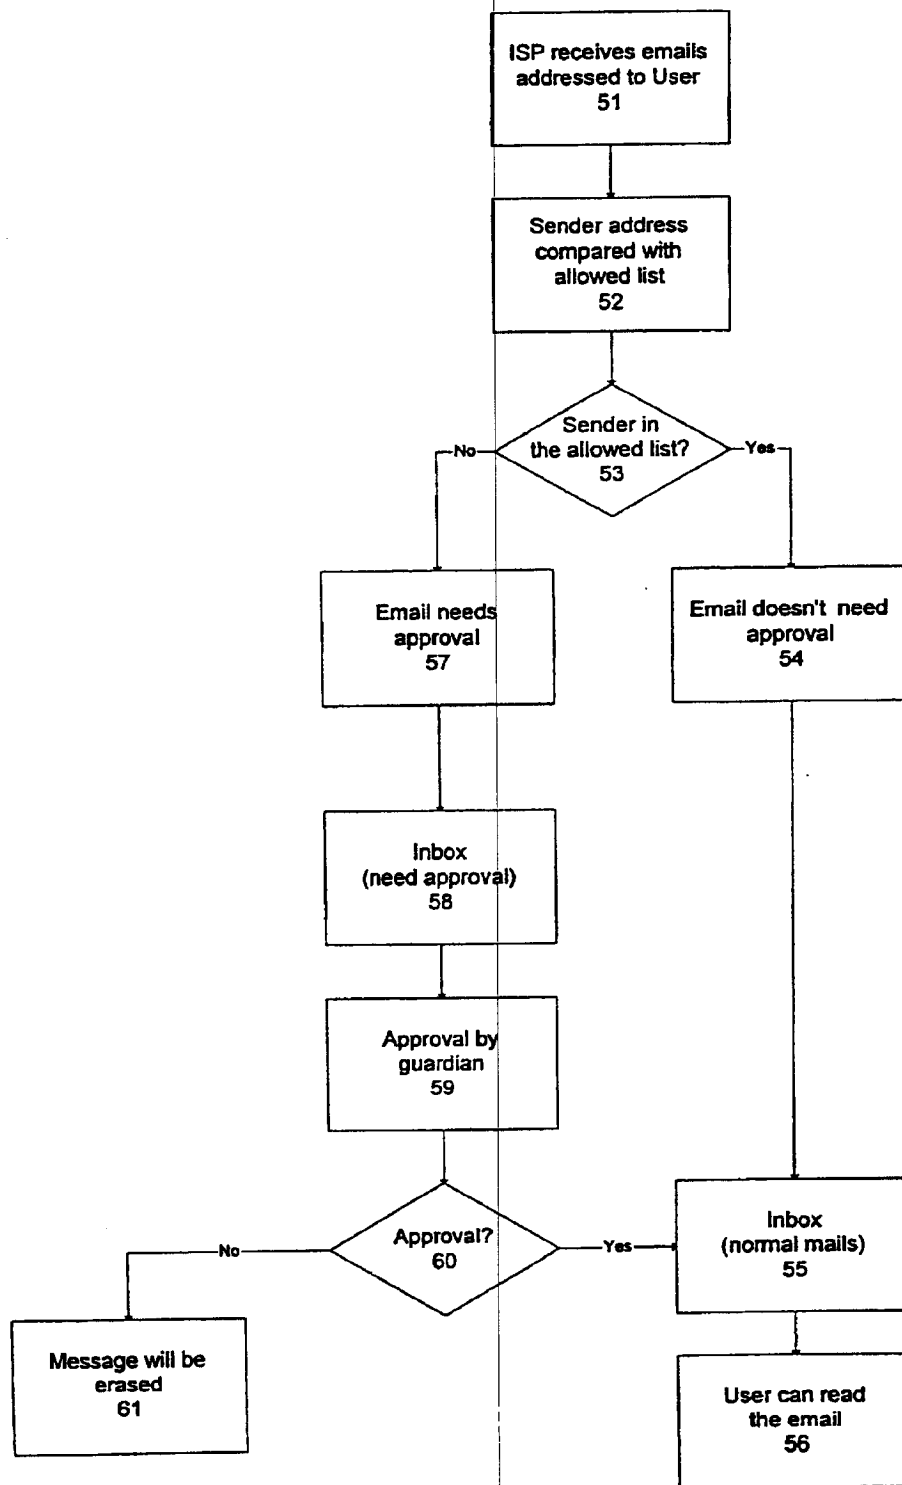 ISP receives emails
addressed to User
51
Sender address
compared with
allowed list
52
Sender in
the allowed list?
53
No
Yes
Email needs
approval
57
Email doesn't need
approval
54
Inbox
(need approval)
58
Approval by
guardian
59
Approval?
60
No
Yes
Inbox
(normal mails)
55
Message will be
erased
61
User can read
the email
56